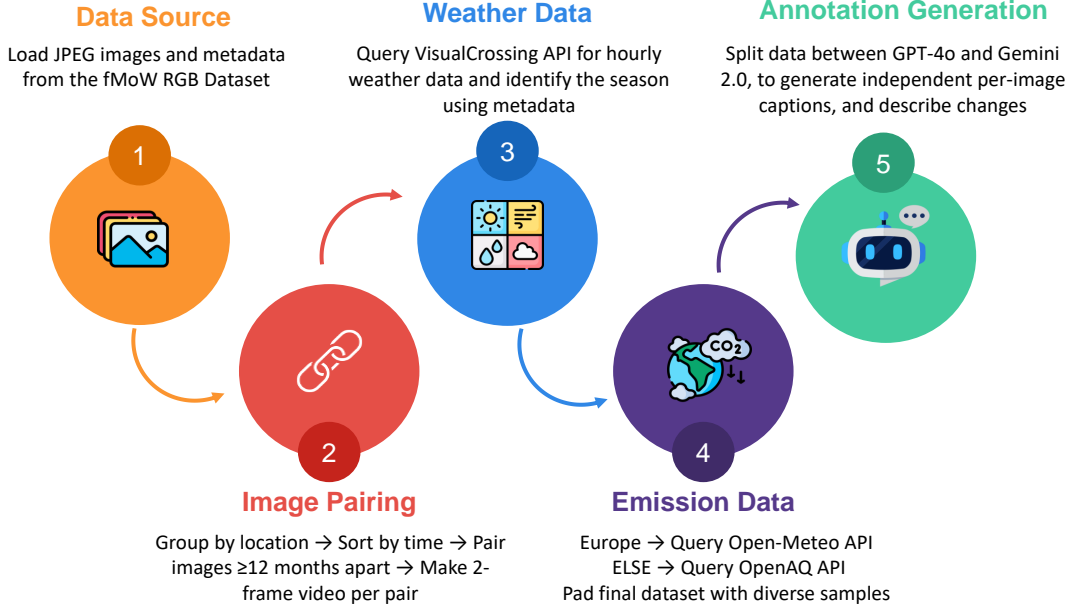 Data Source
Load JPEG images and metadata
from the fMoW RGB Dataset
1
2
Image Pairing
Group by location → Sort by time → Pair
images ≥12 months apart → Make 2-
frame video per pair
Weather Data
Query VisualCrossing API for hourly
weather data and identify the season
using metadata
3
CO2
4
Emission Data
Europe → Query Open-Meteo API
ELSE → Query OpenAQ API
Pad final dataset with diverse samples
Annotation Generation
Split data between GPT-4o and Gemini
2.0, to generate independent per-image
captions, and describe changes
5